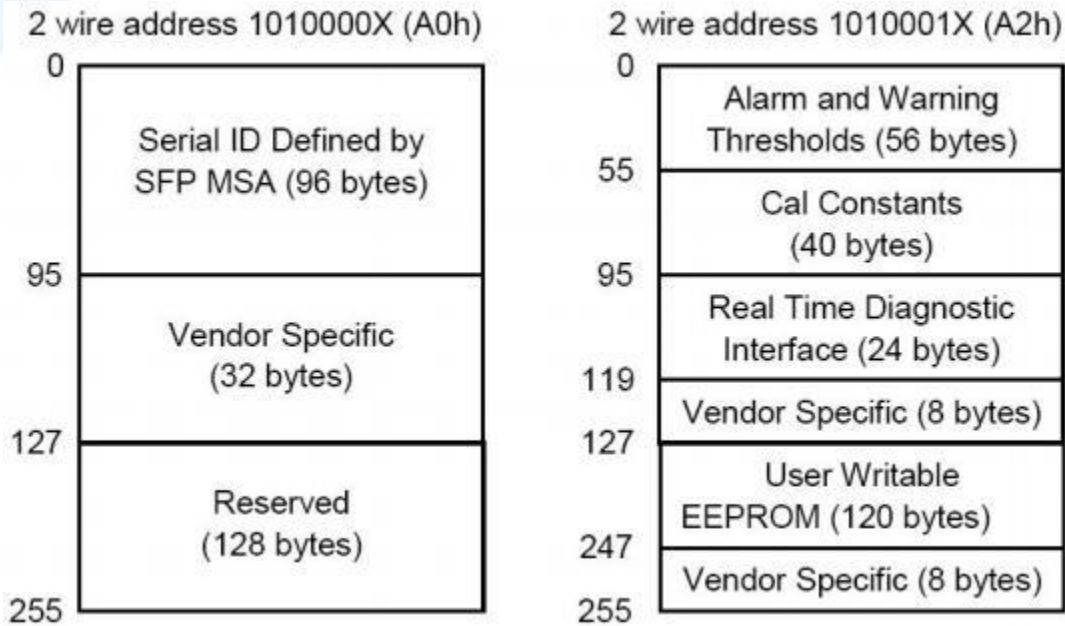 2 wire address 1010000X (A0h)
0
Serial ID Defined by
SFP MSA (96 bytes)
95
Vendor Specific
(32 bytes)
127
Reserved
(128 bytes)
255
2 wire address 1010001X (A2h)
0
Alarm and Warning
Thresholds (56 bytes)
55
Cal Constants
(40 bytes)
95
Real Time Diagnostic
Interface (24 bytes)
119
Vendor Specific (8 bytes)
127
User Writable
EEPROM (120 bytes)
247
Vendor Specific (8 bytes)
255